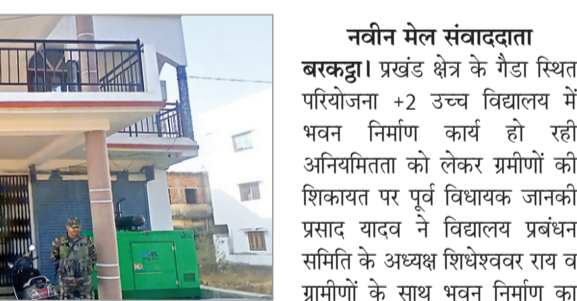 नवीन मेल संवाददाता
बरकट्ठा। प्रखंड क्षेत्र के गैडा स्थित
परियोजना +2 उच्च विद्यालय में
भवन निर्माण कार्य हो रही
अनियमितता को लेकर ग्रमीणों की
शिकायत पर पूर्व विधायक जानकी
प्रसाद यादव ने विद्यालय प्रबंधन
समिति के अध्यक्ष शिधेश्ववर राय व
ग्रामीणों के साथ भवन निर्माण का